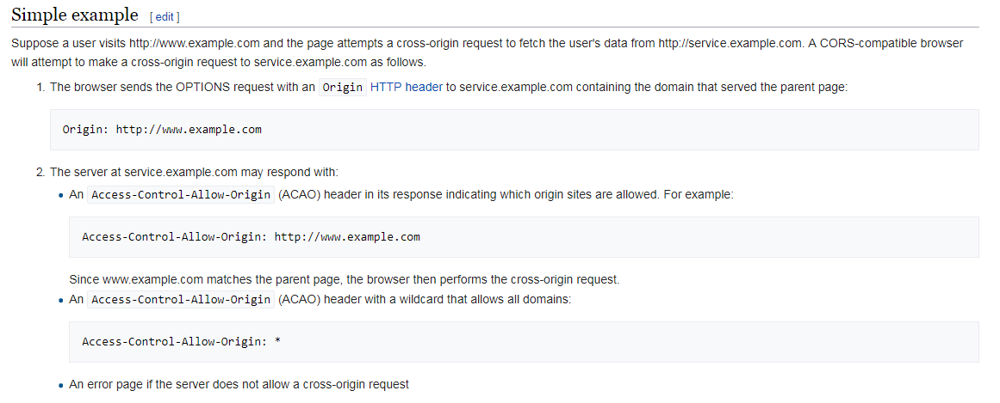 Simple example [ edit ]
Suppose a user visits http://www.example.com and the page attempts a cross-origin request to fetch the user's data from http://service.example.com. A CORS-compatible browser
will attempt to make a cross-origin request to service.example.com as follows.
1. The browser sends the OPTIONS request with an Origin HTTP header to service.example.com containing the domain that served the parent page:
Origin: http://www.example.com
2. The server at service.example.com may respond with:
• An Access-Control-Allow-Origin (ACAO) header in its response indicating which origin sites are allowed. For example:
Access-Control-Allow-Origin: http://www.example.com
Since www.example.com matches the parent page, the browser then performs the cross-origin request.
• An Access-Control-Allow-Origin (ACAO) header with a wildcard that allows all domains:
Access-Control-Allow-Origin: *
• An error page if the server does not allow a cross-origin request